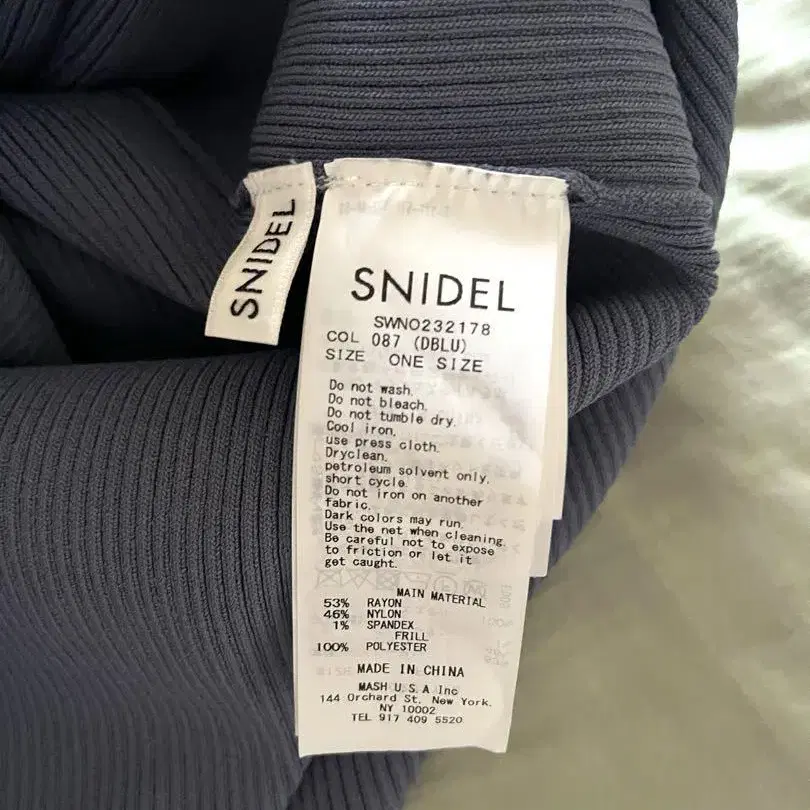 SNIDEL
SNIDEL
SWNO232178
COL 087 (DBLU)
SIZE ONE SIZE
Do not wash.
Do not bleach.
Do not tumble dry.
Cool iron.
use press cloth.
Dryclean.
petroleum solvent only.
short cycle.
Do not iron on another
fabric.
Dark colors may run.
Use the net when cleaning.
Be careful not to expose
to friction or let it
get caught.
MAIN MATERIAL
53% RAYON
46% NYLON
1% SPANDEX
FRILL
100% POLYESTER
MADE IN CHINA
MASH U.S.A Inc
144 Orchard St, New York.
NY 10002
TEL 917 409 5520